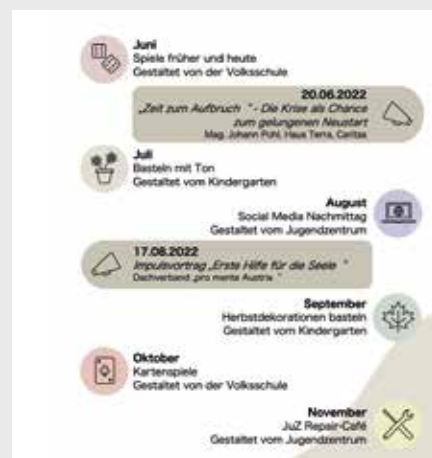 Juni
Spiele früher und heute
Gestaltet von der Volksschule
20.06.2022
„Zeit zum Aufbruch " - Die Krise als Chance
zum gelungenen Neustart
Mag. Johann Pohl, Haus Terra, Caritas
Juli
Basteln mit Ton
Gestaltet vom Kindergarten
August
Social Media Nachmittag
Gestaltet vom Jugendzentrum
17.08.2022
Impulsvortrag „Erste Hilfe für die Seele "
Dachverband „pro mente Austria "
September
Herbstdekorationen basteln
Gestaltet vom Kindergarten
Oktober
Kartenspiele
Gestaltet von der Volksschule
November
JuZ Repair-Café
Gestaltet vom Jugendzentrum